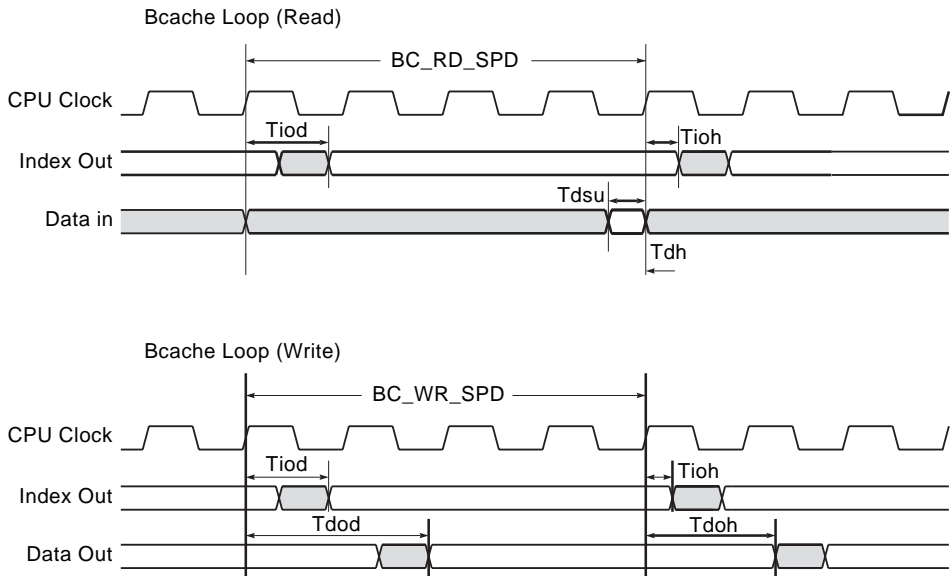 Bcache Loop (Read)
BC_RD_SPD
CPU Clock
Tiod
Tioh
Index Out
Tdsu
Data in
Tdh
Bcache Loop (Write)
BC_WR_SPD
CPU Clock
Tiod
Tioh
Index Out
Tdod
Tdoh
Data Out